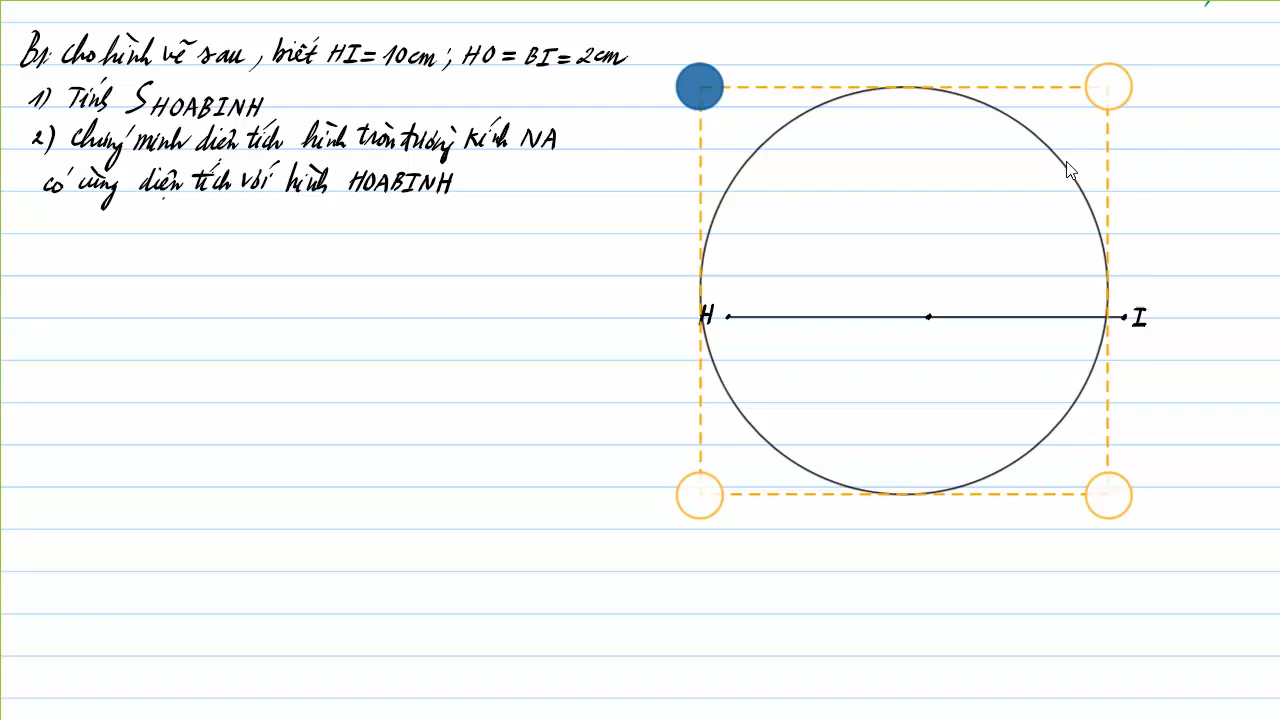 B1: Cho hình vẽ sau, biết HI = 10cm; HO = BI = 2cm
1) Tính S HOABINH
2) Chứng minh diện tích hình tròn đường kính NA
có cùng diện tích với hình HOABINH
H
I